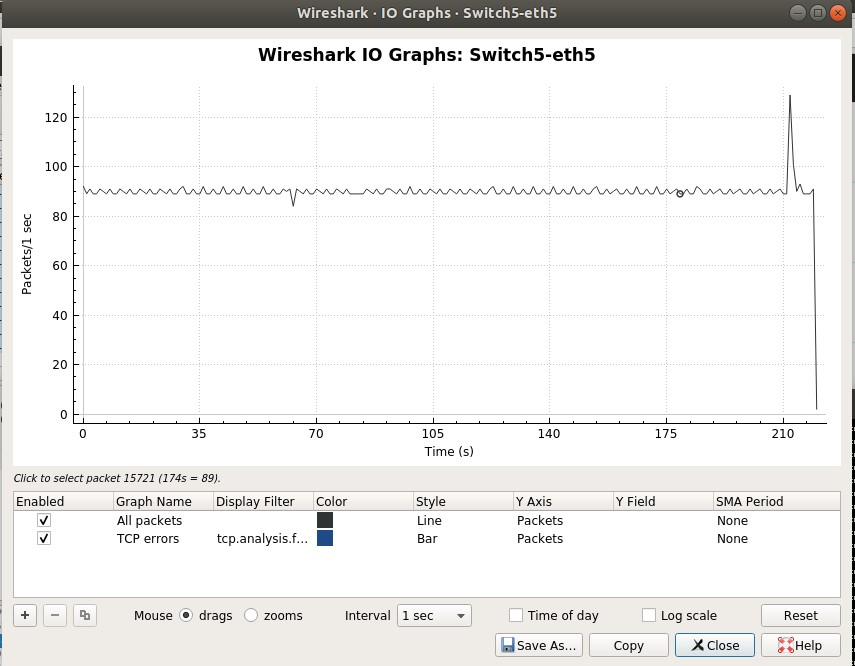 Wireshark · IO Graphs · Switch5-eth5
Wireshark IO Graphs: Switch5-eth5
120
100
80
60
40
20
0
Packets/1 sec
0 35 70 105 140 175 210
Time (s)
Click to select packet 15721 (174s = 89).
Enabled Graph Name Display Filter Color Style Y Axis Y Field SMA Period
All packets Line Packets None
TCP errors tcp.analysis.f... Bar Packets None
Mouse drags zooms Interval 1 sec Time of day Log scale Reset
Save As... Copy Close Help